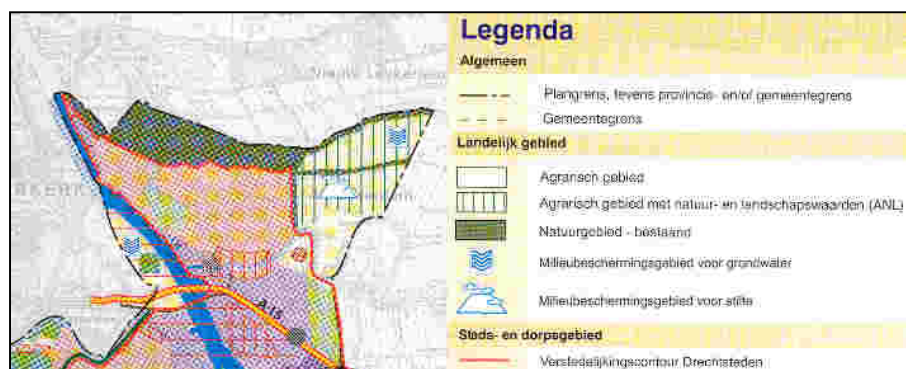 Legenda
Algemeen
Plangrens, tevens provincie- en/of gemeentegrens
Gemeentegrens
Landelijk gebied
Agrarisch gebied
Agrarisch gebied met natuur- en landschapswaarden (ANL)
Natuurgebied - bestaand
Milieubeschermingsgebied voor grondwater
Milieubeschermingsgebied voor stilte
Stads- en dorpsgebied
Verstedelijkingscontour Drechtsteden
A15